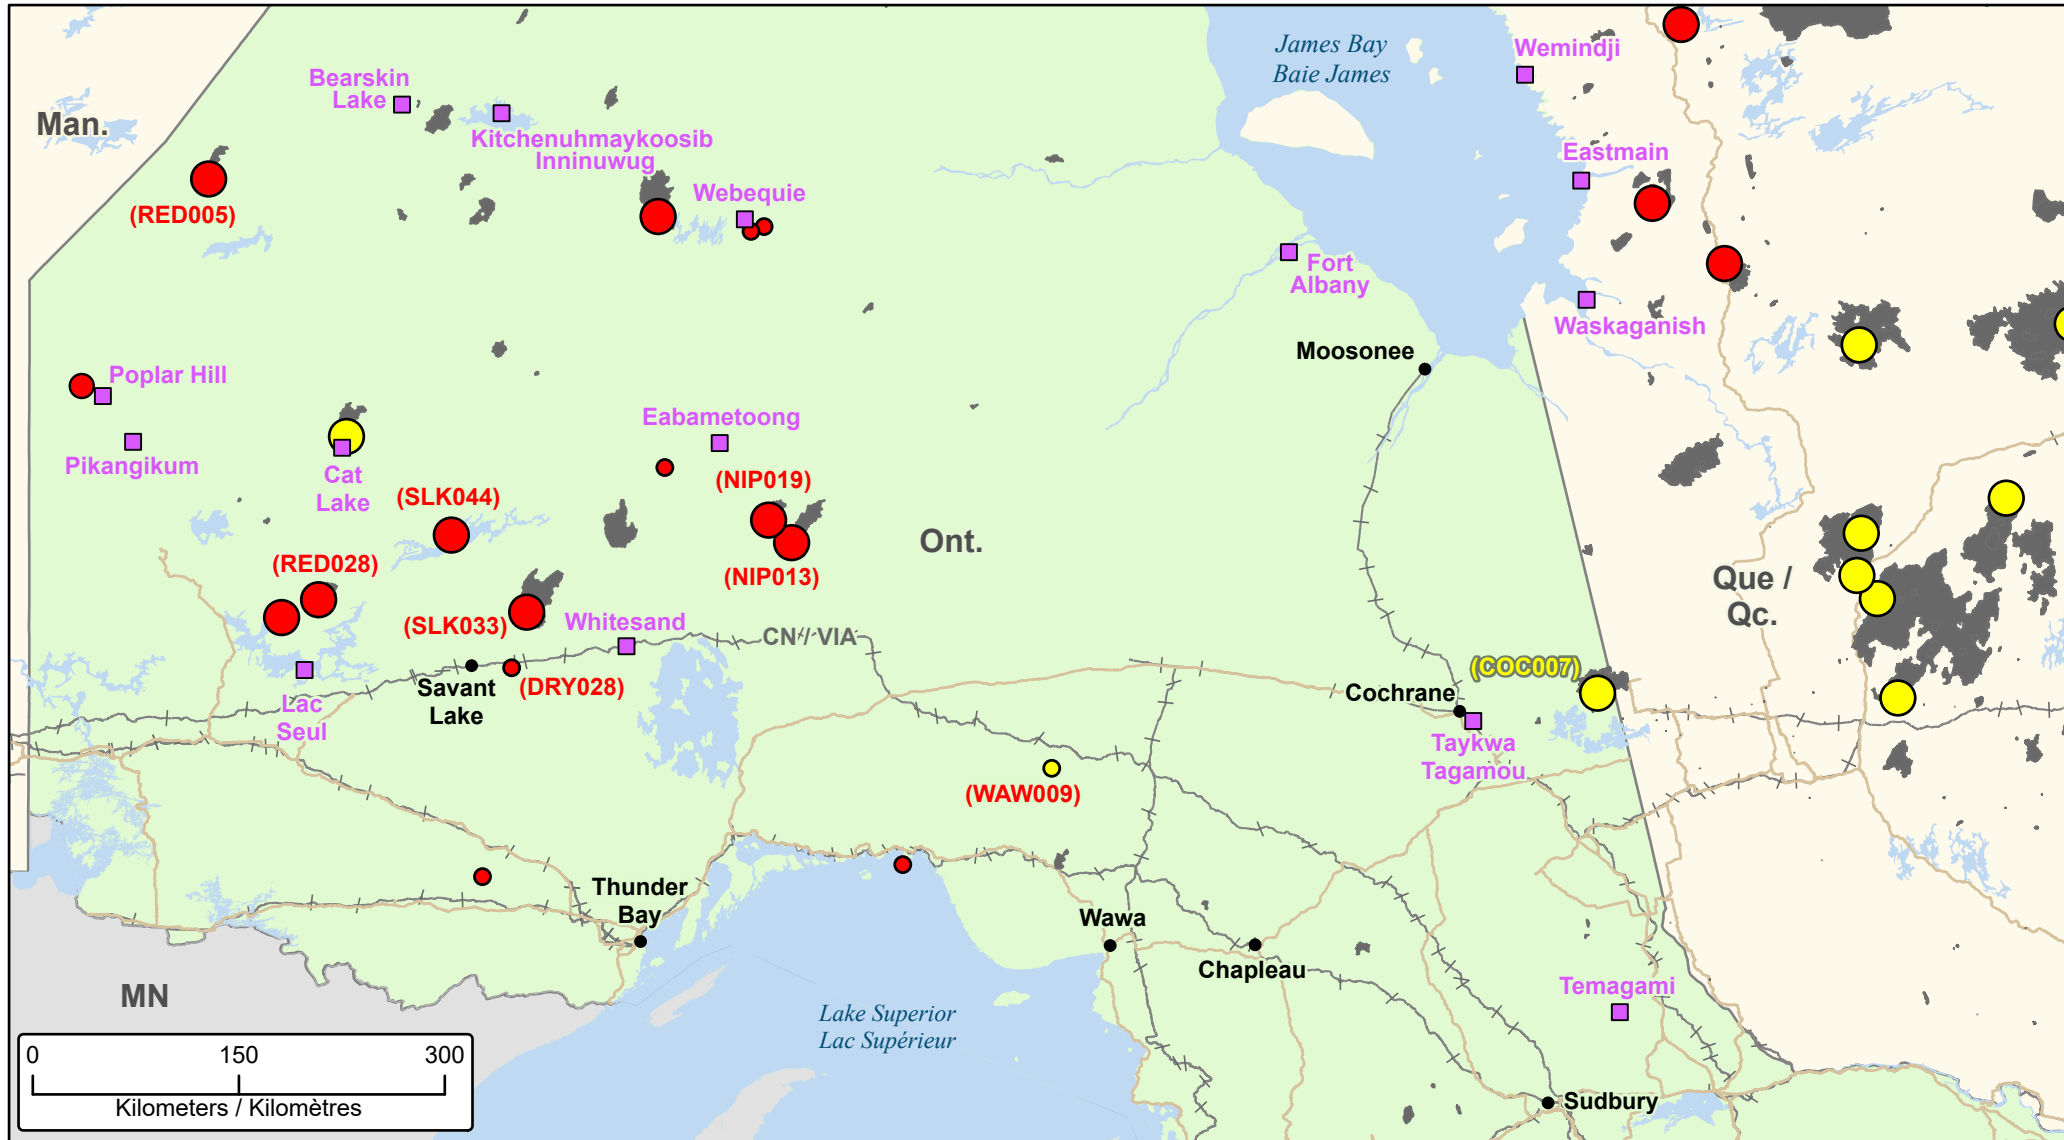 James Bay
Baie James
Wemindji
Bearskin
Lake
Man.
Kitchenuhmaykoosib
Inninuwug
Eastmain
Webequie
(RED005)
Fort
Albany
Waskaganish
Moosonee
Poplar Hill
Eabametoong
Pikangikum
Cat
Lake
(SLK044)
(NIP019)
Ont.
(RED028)
(NIP013)
Que /
Qc.
(SLK033)
Whitesand
CN / VIA
(COC007)
Savant
Lake
(DRY028)
Cochrane
Lac
Seul
Taykwa
Tagamou
(WAW009)
Thunder
Bay
Wawa
Chapleau
MN
Temagami
Lake Superior
Lac Supérieur
0 150 300
Kilometers / Kilomètres
Sudbury